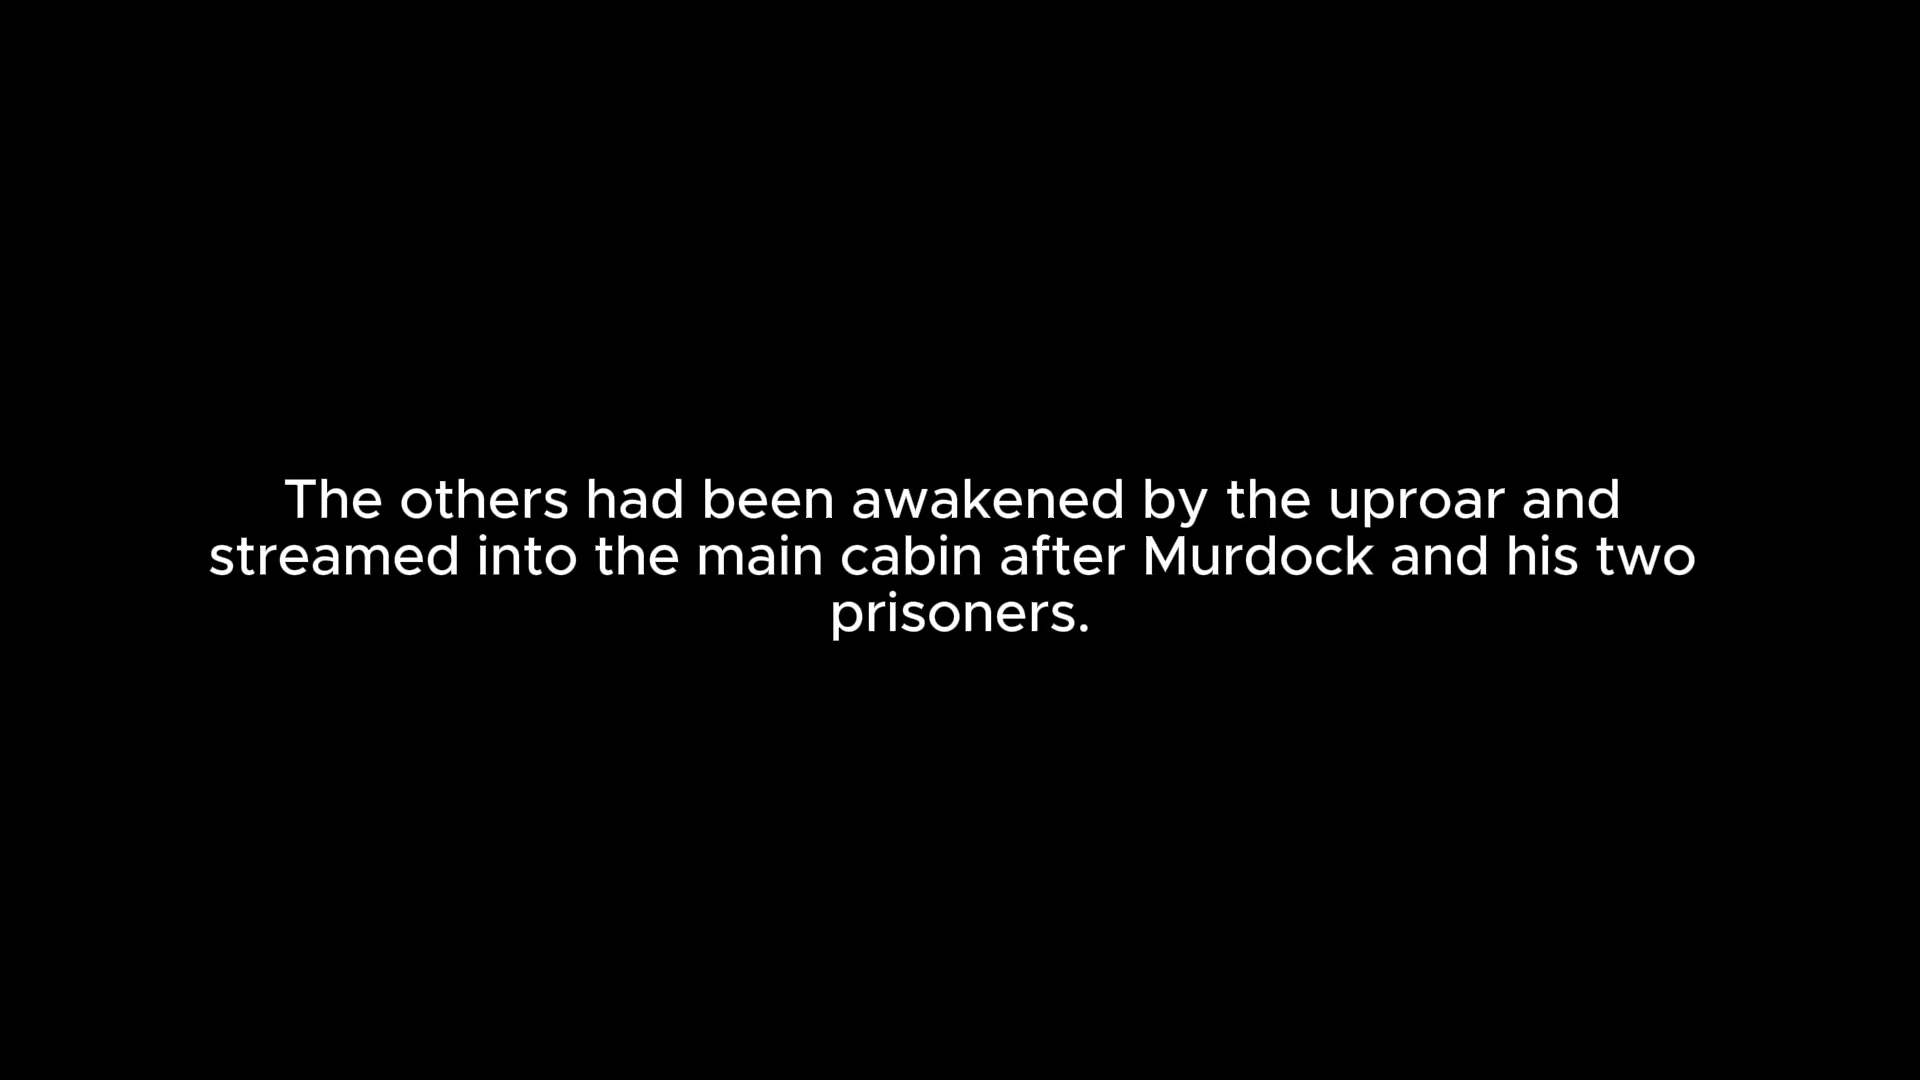 The others had been awakened by the uproar and
streamed into the main cabin after Murdock and his two
prisoners.